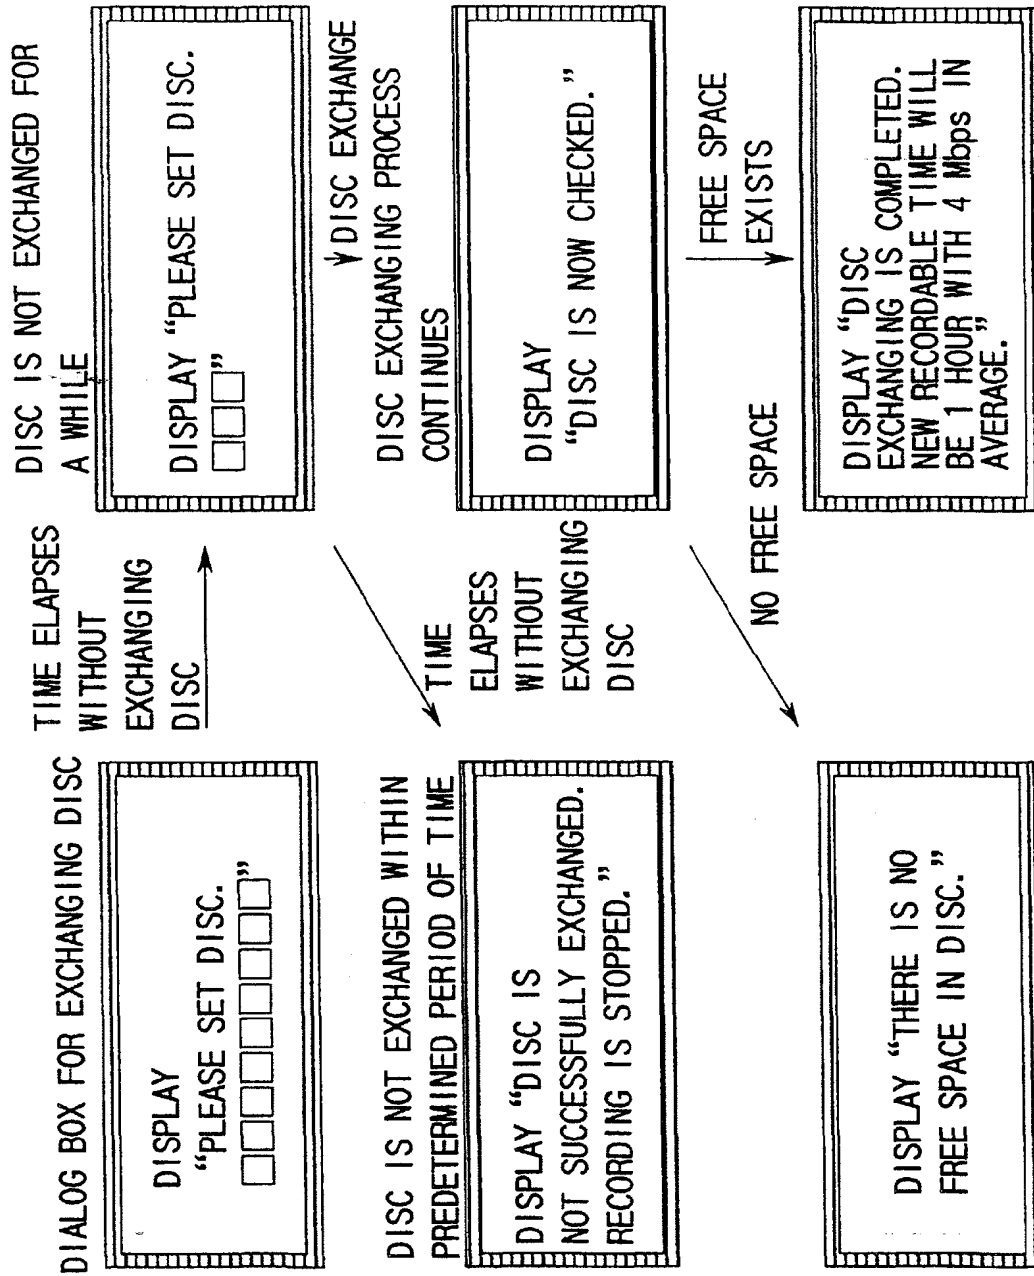 DIALOG BOX FOR EXCHANGING DISC
DISPLAY
“PLEASE SET DISC.
”
TIME ELAPSES
WITHOUT
EXCHANGING
DISC
DISC IS NOT EXCHANGED FOR
A WHILE
DISPLAY “PLEASE SET DISC.
”
DISC EXCHANGE
DISC IS NOT EXCHANGED WITHIN
PREDETERMINED PERIOD OF TIME
DISPLAY “DISC IS
NOT SUCCESSFULLY EXCHANGED.
RECORDING IS STOPPED.”
TIME
ELAPSES
WITHOUT
EXCHANGING
DISC
DISC EXCHANGING PROCESS
CONTINUES
DISPLAY
“DISC IS NOW CHECKED.”
NO FREE SPACE
FREE SPACE
EXISTS
DISPLAY “THERE IS NO
FREE SPACE IN DISC.”
DISPLAY “DISC
EXCHANGING IS COMPLETED.
NEW RECORDABLE TIME WILL
BE 1 HOUR WITH 4 Mbps IN
AVERAGE.”